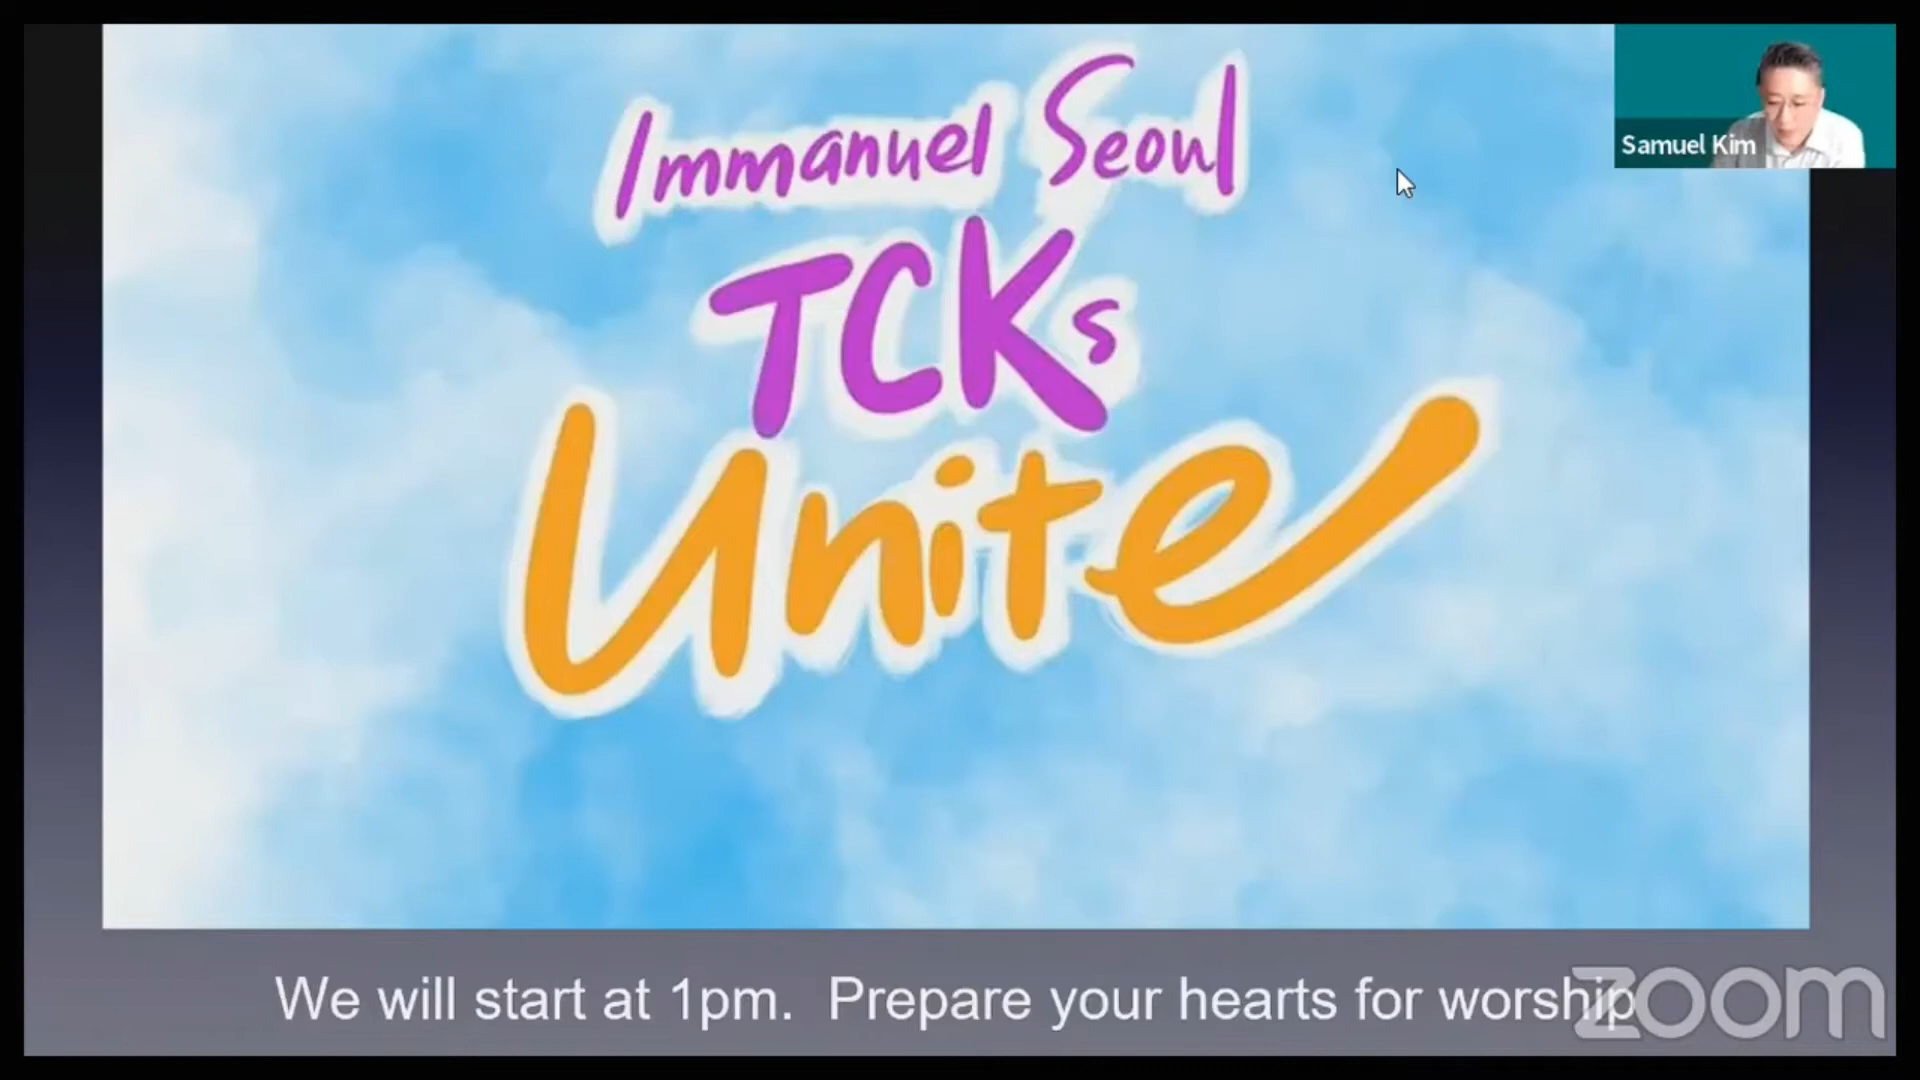 Immanuel Seoul
TCKs
Unite
Samuel Kim
We will start at 1pm. Prepare your hearts for worship
zoom